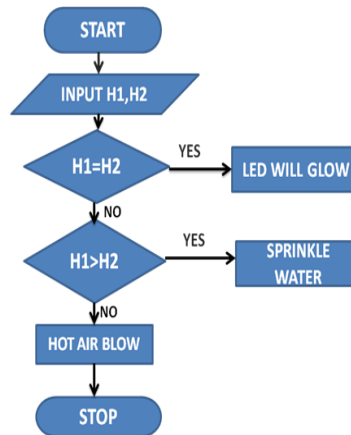 START
INPUT H1,H2
H1=H2
YES
LED WILL GLOW
NO
H1>H2
YES
SPRINKLE
WATER
NO
HOT AIR BLOW
STOP